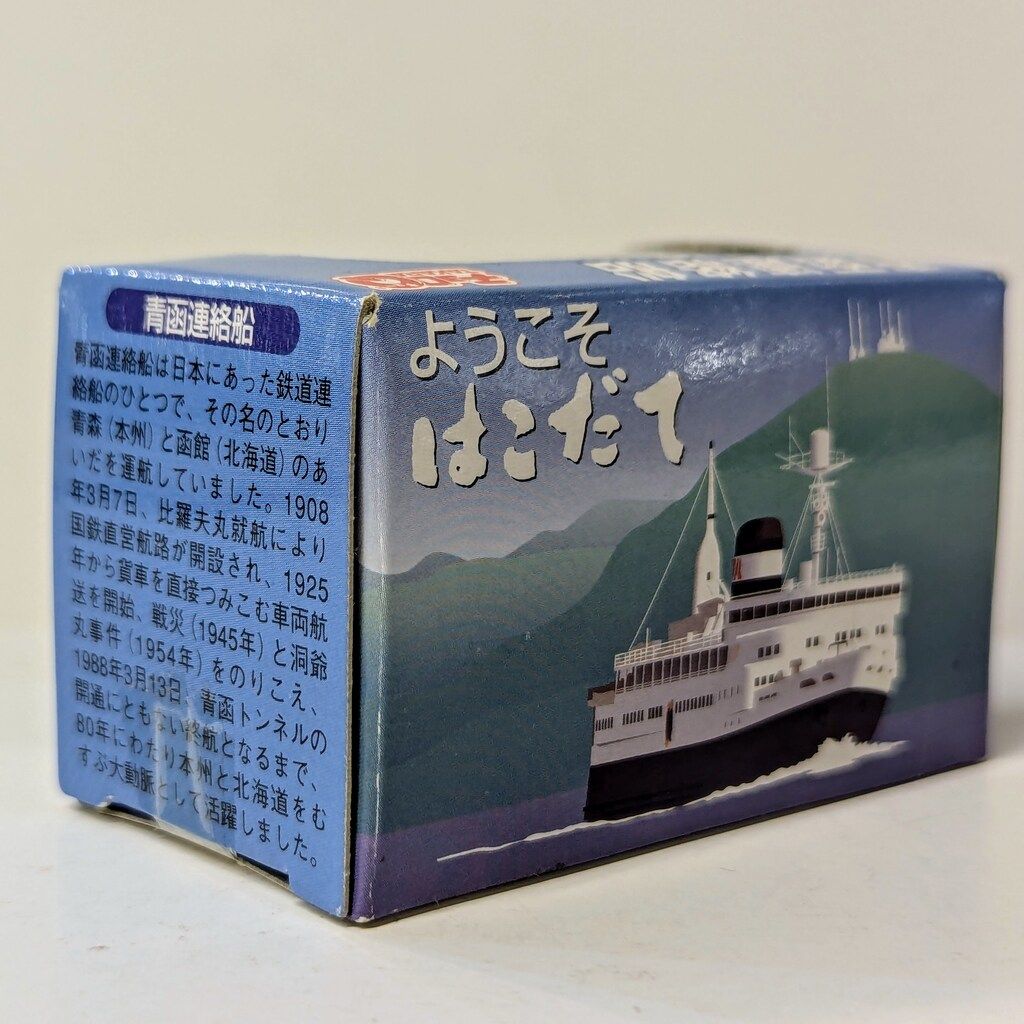 青函連絡船
青函連絡船は日本にあった鉄道連
絡船のひとつで、その名のとおり
青森(本州)と函館(北海道)のあ
いだを運航していました。1908
年3月7日、比羅夫丸就航により
国鉄直営航路が開設され、1925
年から貨車を直接つみこむ車両航
送を開始、戦災(1945年)と洞爺
丸事件(1954年)をのりこえ、
1988年3月13日、青函トンネルの
開通にともない終航となるまで、
80年にわたり本州と北海道をむ
すぶ大動脈として活躍しました。
ようこそ
はこだて